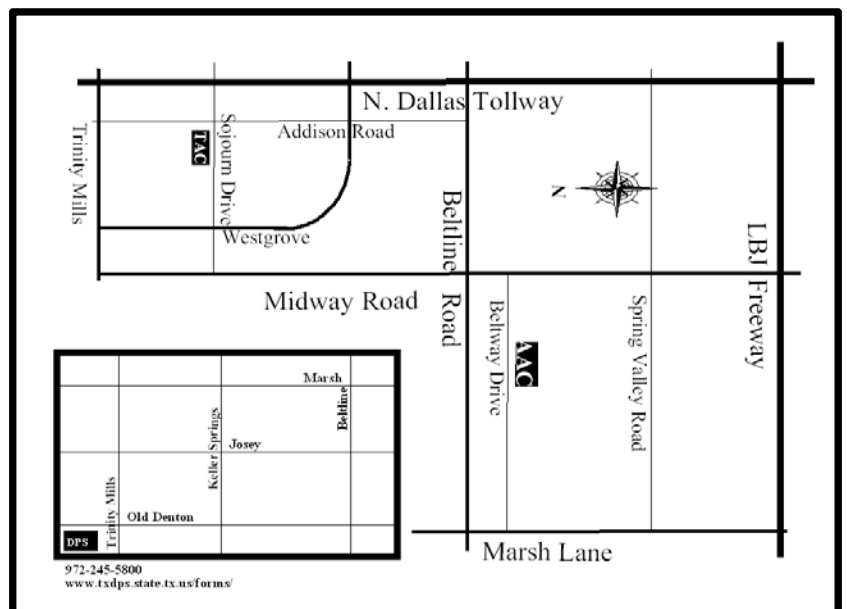 N. Dallas Tollway
Addison Road
Trinity Mills
TAC
Sojourn Drive
Westgrove
N
Beltline Road
LBJ Freeway
Midway Road
Beltway Drive
AAC
Spring Valley Road
Marsh
Beltline
Keller Springs
Josey
Trinity Mills
Old Denton
DPS
Marsh Lane
972-245-5800
www.txdps.state.tx.us/forms/